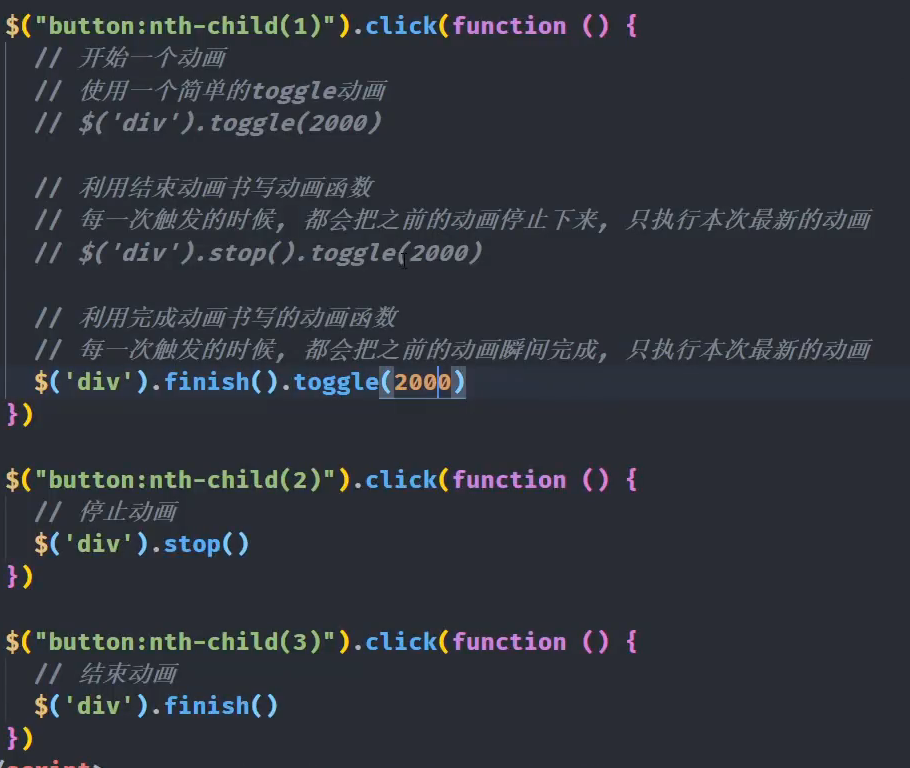 $("button:nth-child(1)").click(function () {
// 开始一个动画
// 使用一个简单的toggle动画
// $('div').toggle(2000)
// 利用结束动画书写动画函数
// 每一次触发的时候, 都会把之前的动画停止下来, 只执行本次最新的动画
// $('div').stop().toggle(2000)
// 利用完成动画书写的动画函数
// 每一次触发的时候, 都会把之前的动画瞬间完成, 只执行本次最新的动画
$('div').finish().toggle(2000)
})
$("button:nth-child(2)").click(function () {
// 停止动画
$('div').stop()
})
$("button:nth-child(3)").click(function () {
// 结束动画
$('div').finish()
})
/script>